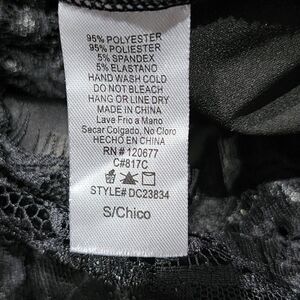 95% POLYESTER
95% POLIESTER
5% SPANDEX
5% ELASTANO
HAND WASH COLD
DO NOT BLEACH
HANG OR LINE DRY
MADE IN CHINA
Lave Frio a Mano
Secar Colgado, No Cloro
HECHO EN CHINA
RN # 120677
C#817C
STYLE# DC23834
S/Chico